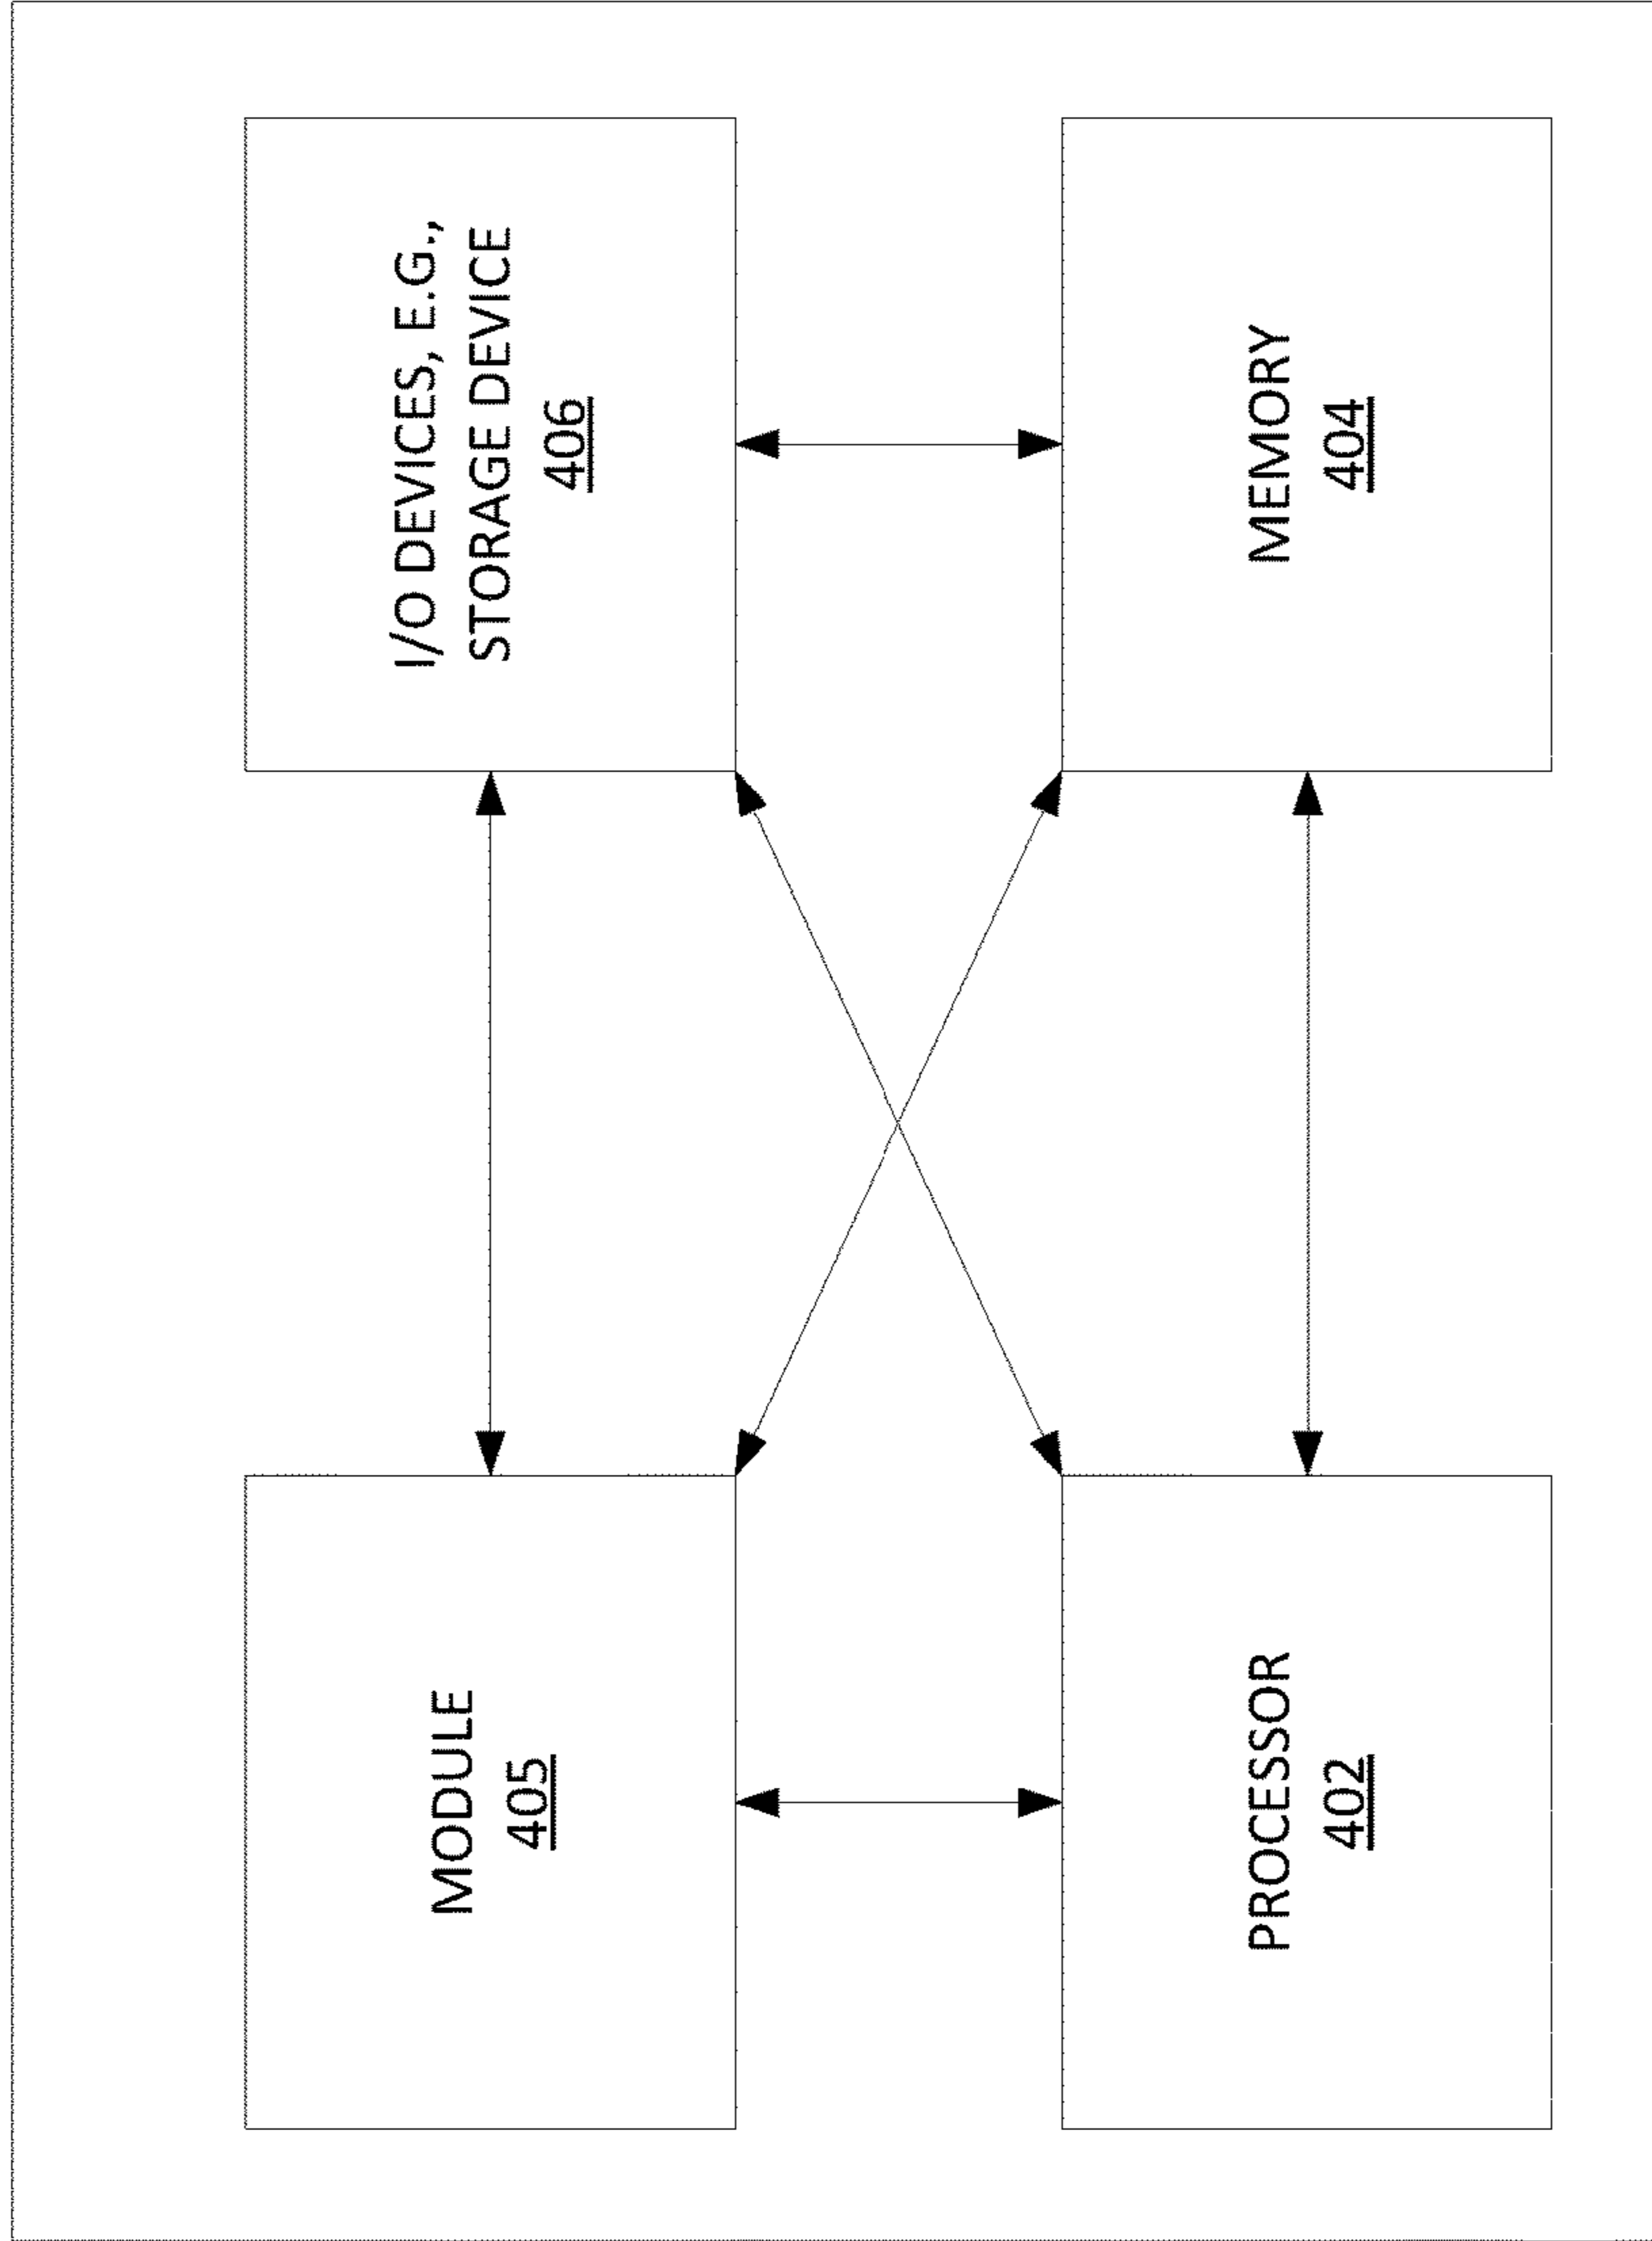 MODULE
405
I/O DEVICES, E.G.,
STORAGE DEVICE
406
PROCESSOR
402
MEMORY
404